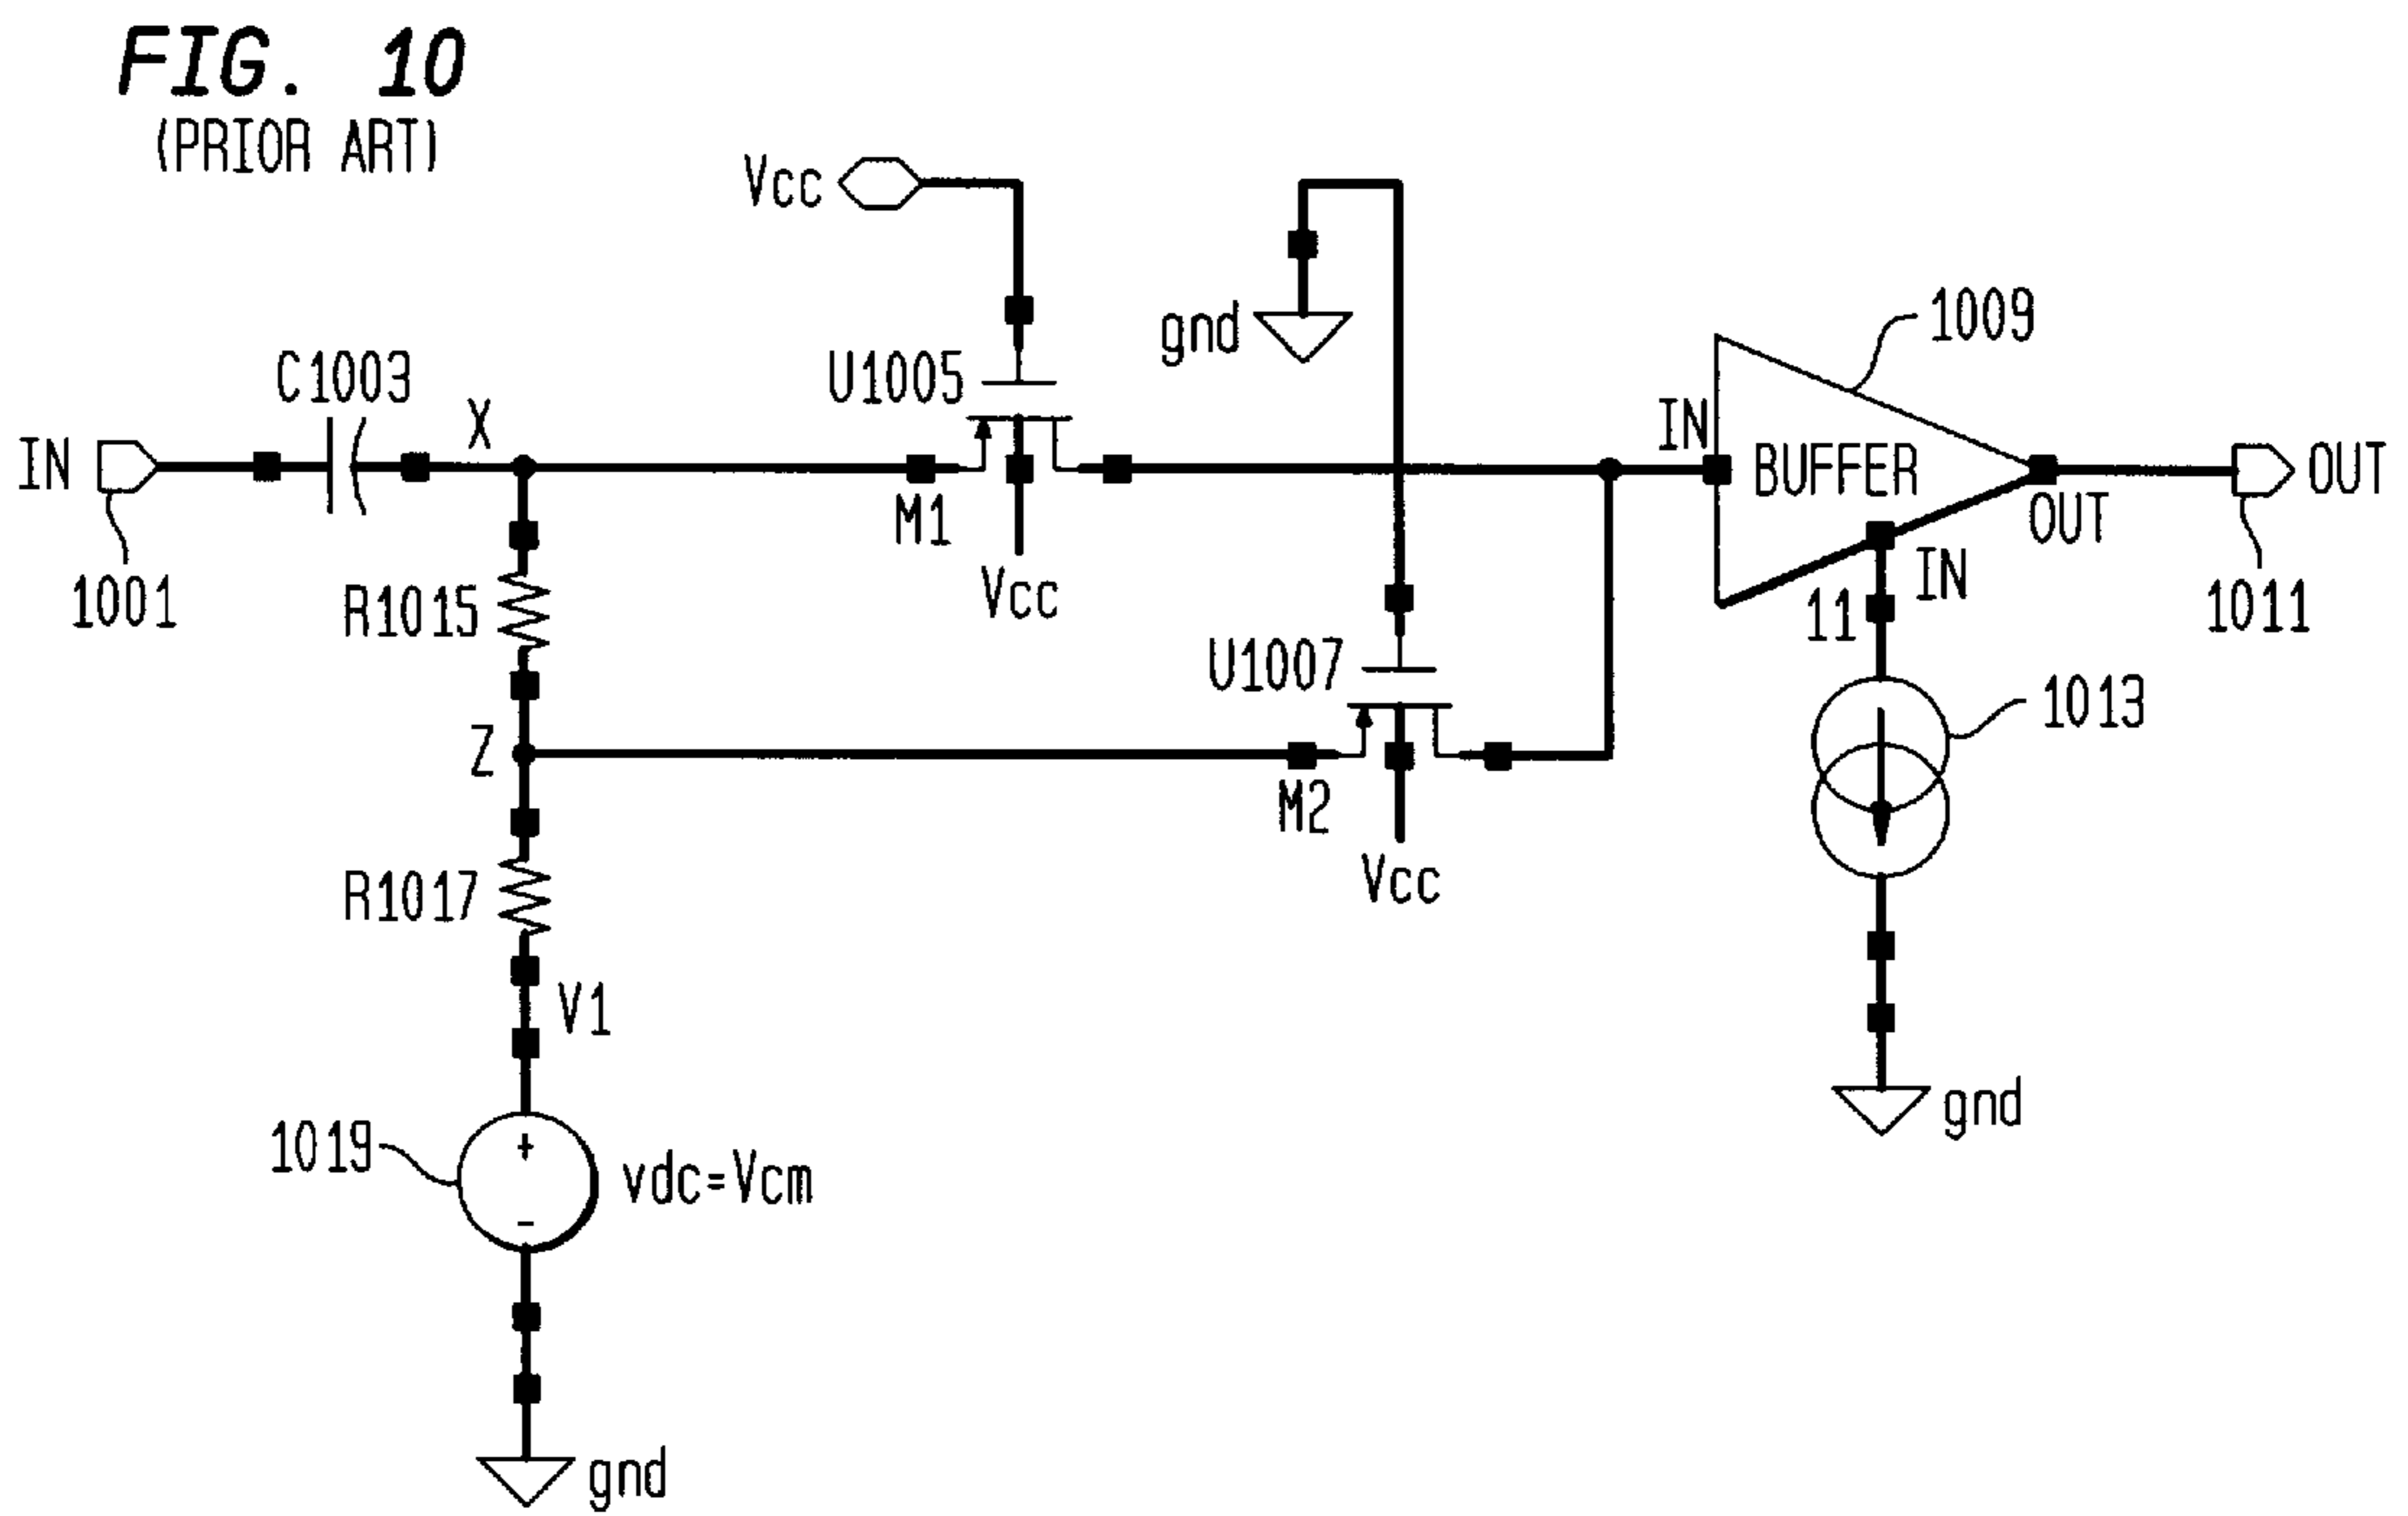 FIG. 10
(PRIOR ART)
Vcc
gnd
1009
C1003
X
U1005
IN
IN
BUFFER
OUT
M1
OUT
1001
Vcc
IN
11
1011
R1015
U1007
1013
Z
M2
Vcc
R1017
V1
1019
+
-
vdc=Vcm
gnd
gnd